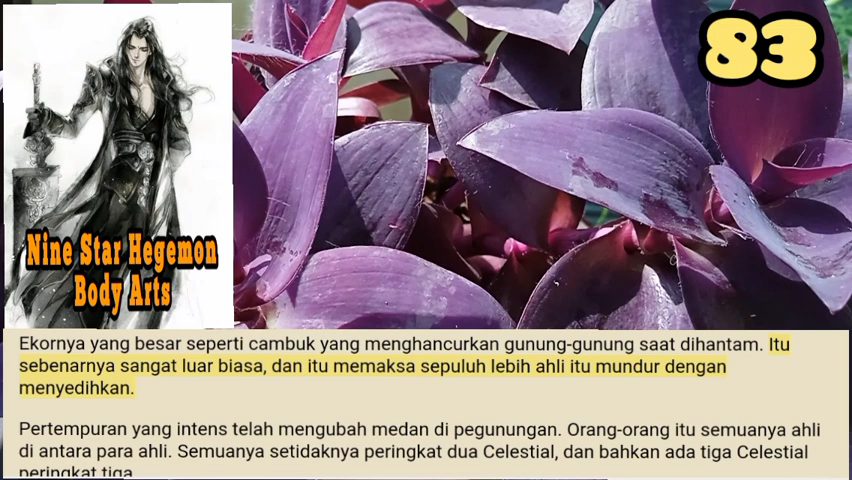 83
Nine Star Hegemon
Body Arts
Ekornya yang besar seperti cambuk yang menghancurkan gunung-gunung saat dihantam. Itu
sebenarnya sangat luar biasa, dan itu memaksa sepuluh lebih ahli itu mundur dengan
menyedihkan.
Pertempuran yang intens telah mengubah medan di pegunungan. Orang-orang itu semuanya ahli
di antara para ahli. Semuanya setidaknya peringkat dua Celestial, dan bahkan ada tiga Celestial
peringkat tiga